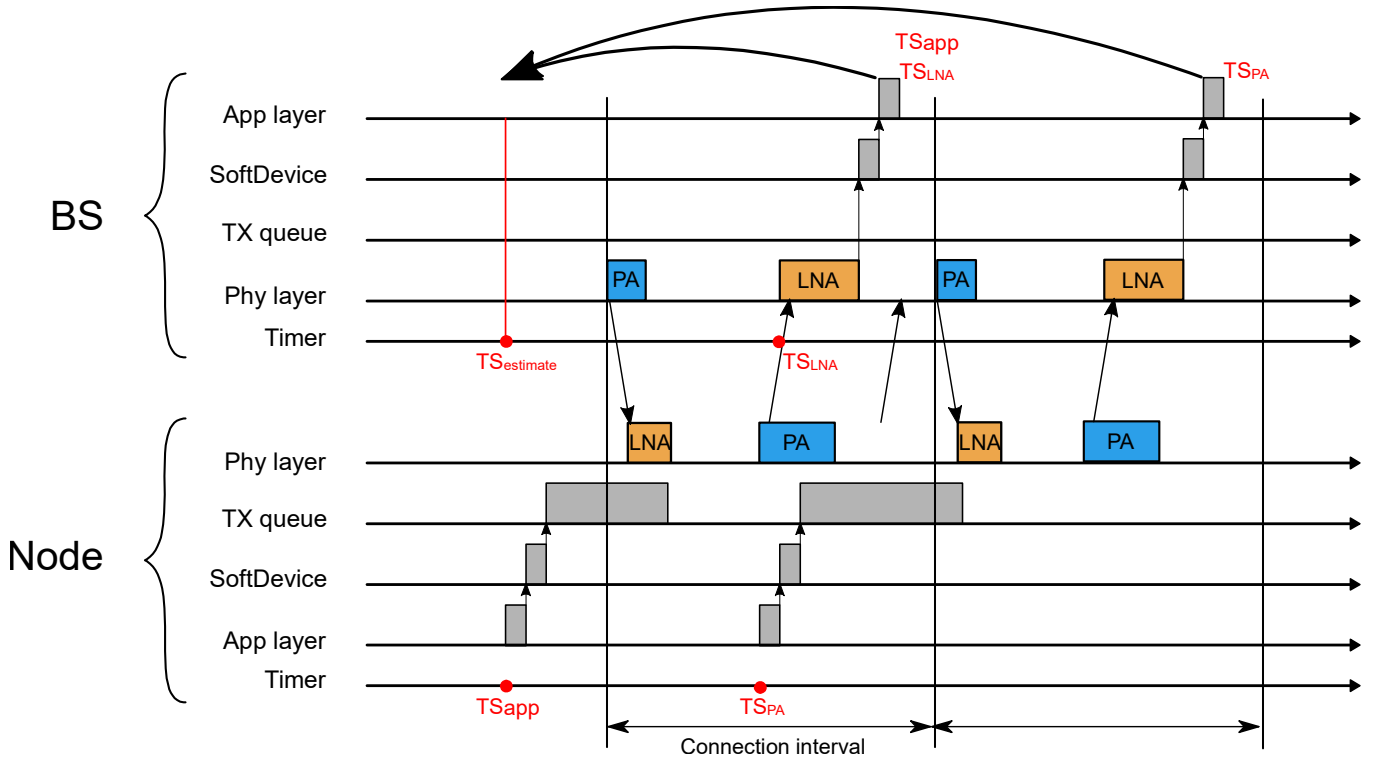 TSapp
TSLNA
TSPA
App layer
SoftDevice
BS
TX queue
PA
LNA
PA
LNA
Phy layer
Timer
TSestimate
TSLNA
LNA
PA
LNA
PA
Phy layer
TX queue
Node
SoftDevice
App layer
Timer
TSapp
TSPA
Connection interval